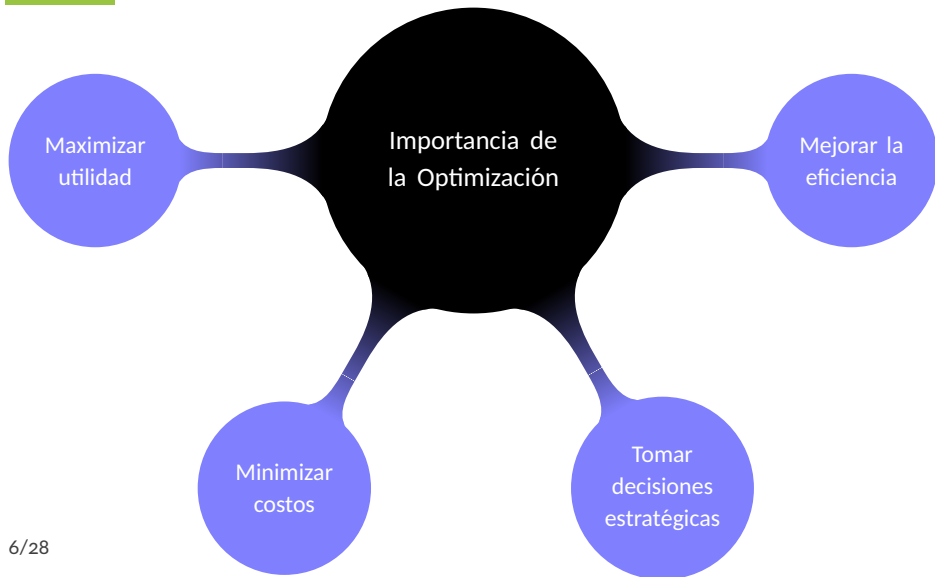 Importancia de
la Optimización
Maximizar
utilidad
Minimizar
costos
Tomar
decisiones
estratégicas
Mejorar la
eficiencia
6/28